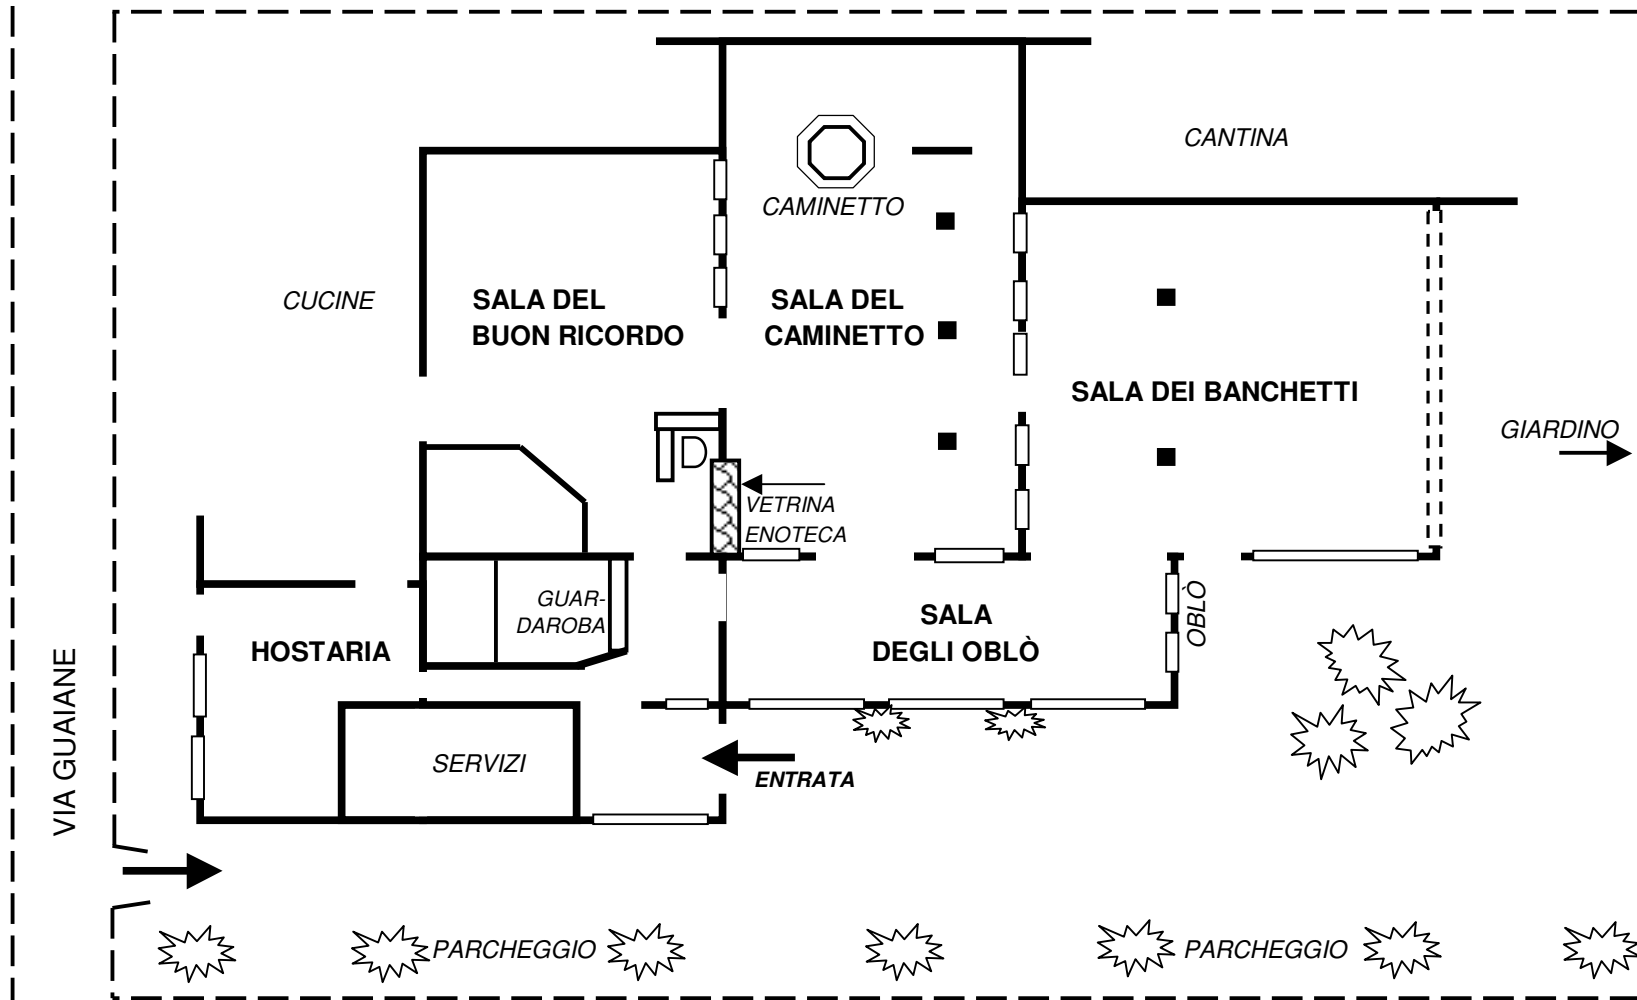 CANTINA
CAMINETTO
CUCINE
SALA DEL
BUON RICORDO
SALA DEL
CAMINETTO
SALA DEI BANCHETTI
GIARDINO
VETRINA
ENOTECA
GUAR-
DAROBA
SALA
DEGLI OBLÒ
OBLÒ
HOSTARIA
VIA GUAIANE
SERVIZI
ENTRATA
PARCHEGGIO
PARCHEGGIO